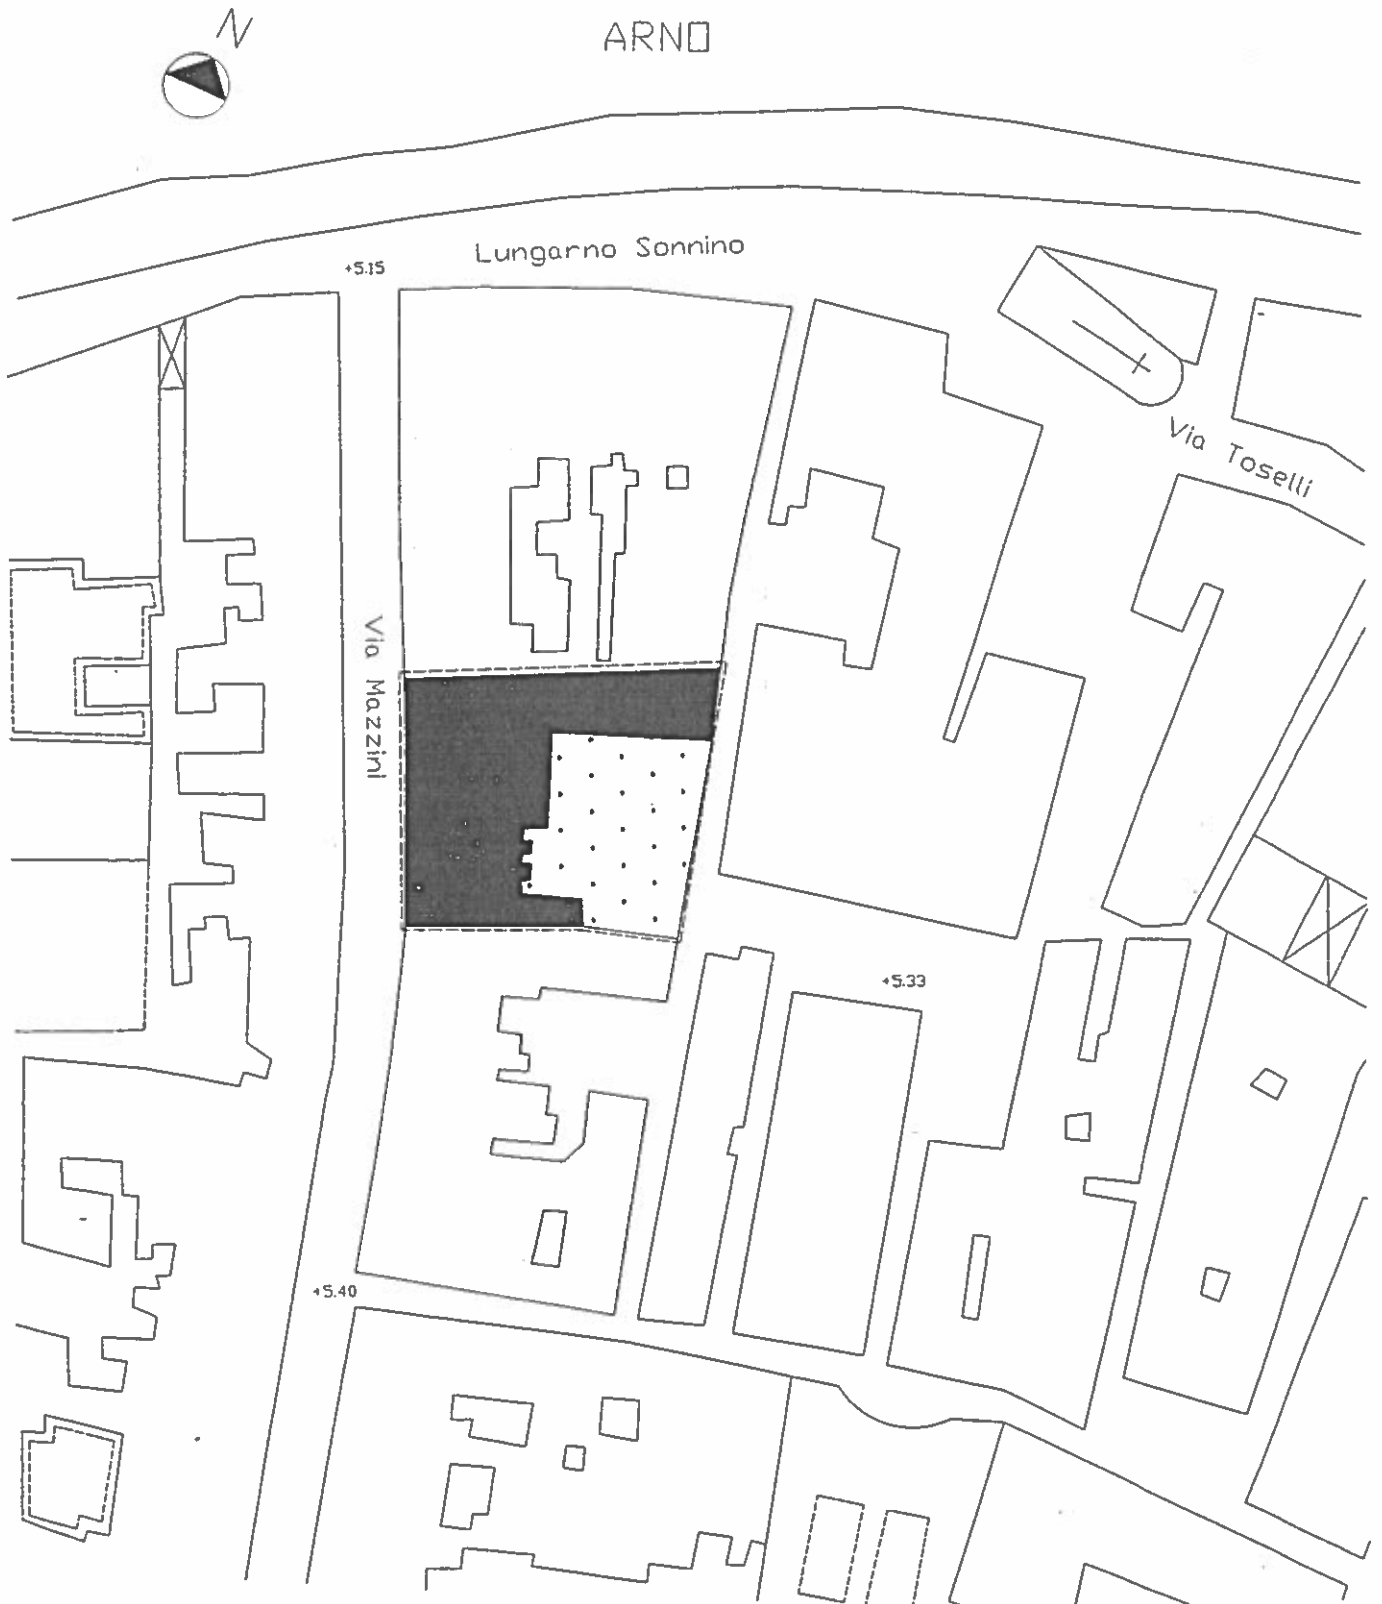 N
ARNO
Lungarno Sonnino
+5.15
Via Toselli
Via Mazzini
+5.33
+5.40